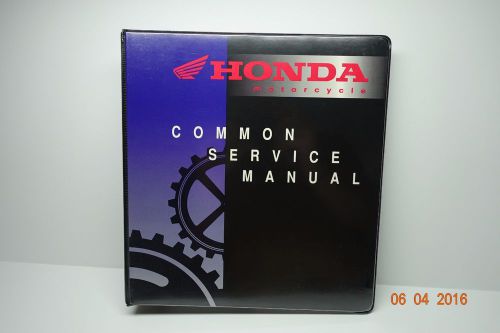 HONDA
motorcycle
COMMON
SERVICE
MANUAL
06 04 2016